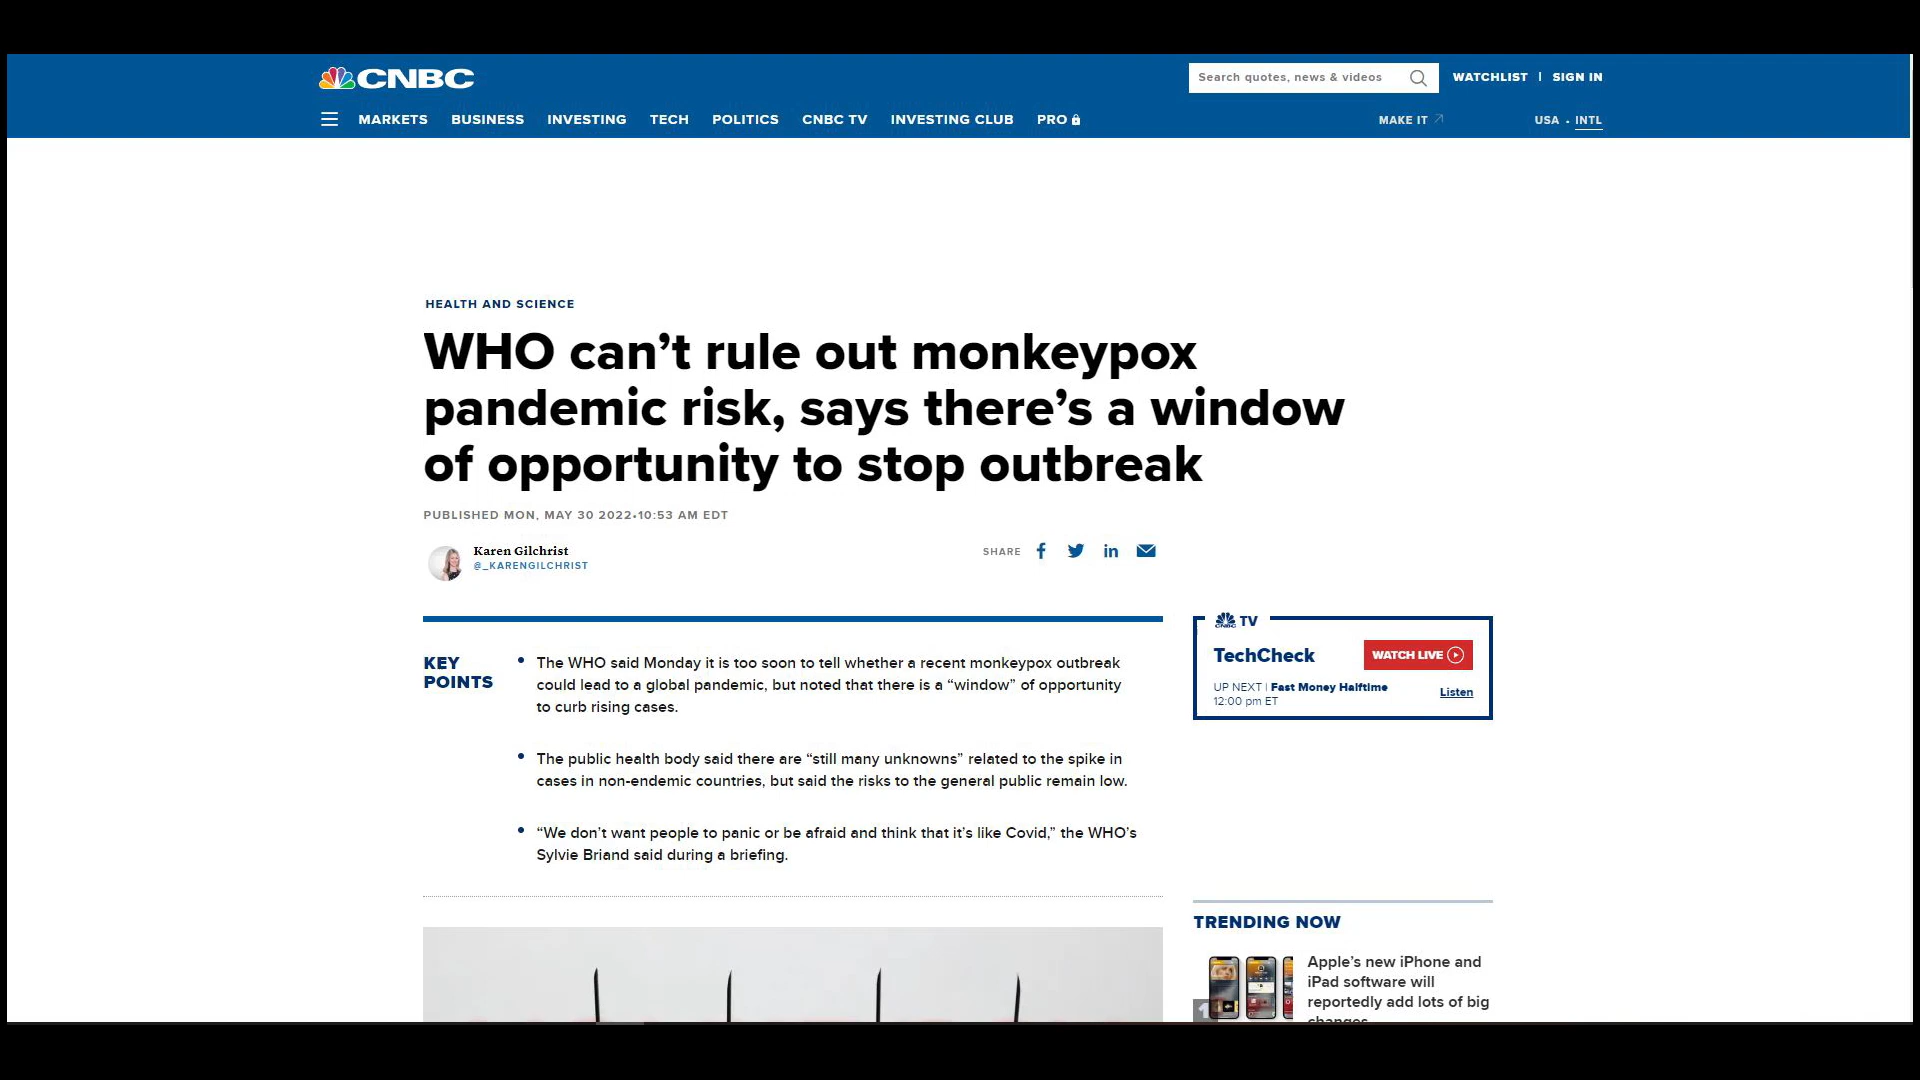 CNBC
Search quotes, news & videos
WATCHLIST | SIGN IN
MARKETS BUSINESS INVESTING TECH POLITICS CNBC TV INVESTING CLUB PRO
MAKE IT
USA • INTL
HEALTH AND SCIENCE
WHO can’t rule out monkeypox
pandemic risk, says there’s a window
of opportunity to stop outbreak
PUBLISHED MON, MAY 30 2022•10:53 AM EDT
Karen Gilchrist
@_KARENGILCHRIST
SHARE
KEY
POINTS
The WHO said Monday it is too soon to tell whether a recent monkeypox outbreak
could lead to a global pandemic, but noted that there is a “window” of opportunity
to curb rising cases.
The public health body said there are “still many unknowns” related to the spike in
cases in non-endemic countries, but said the risks to the general public remain low.
“We don’t want people to panic or be afraid and think that it’s like Covid,” the WHO’s
Sylvie Briand said during a briefing.
CNBC TV
TechCheck
WATCH LIVE
UP NEXT | Fast Money Halftime
12:00 pm ET
Listen
TRENDING NOW
1
Apple’s new iPhone and
iPad software will
reportedly add lots of big
changes